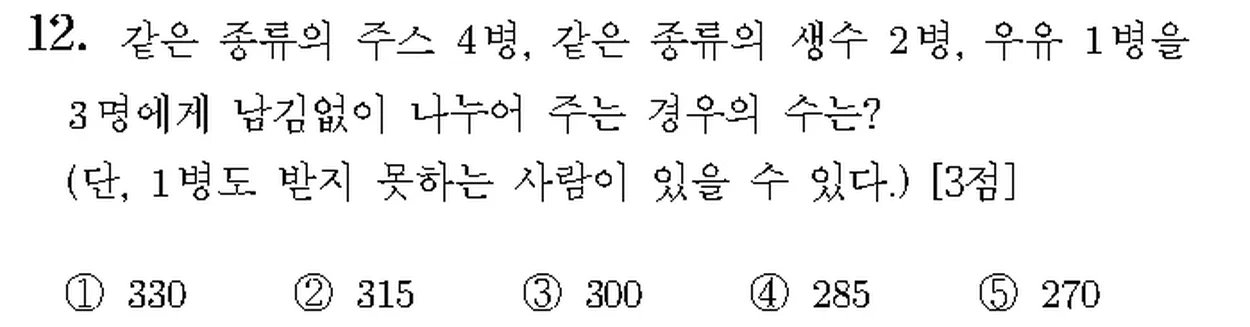 12. 같은 종류의 주스 4병, 같은 종류의 생수 2병, 우유 1병을
3명에게 남김없이 나누어 주는 경우의 수는?
(단, 1병도 받지 못하는 사람이 있을 수 있다.) [3점]
① 330 ② 315 ③ 300 ④ 285 ⑤ 270